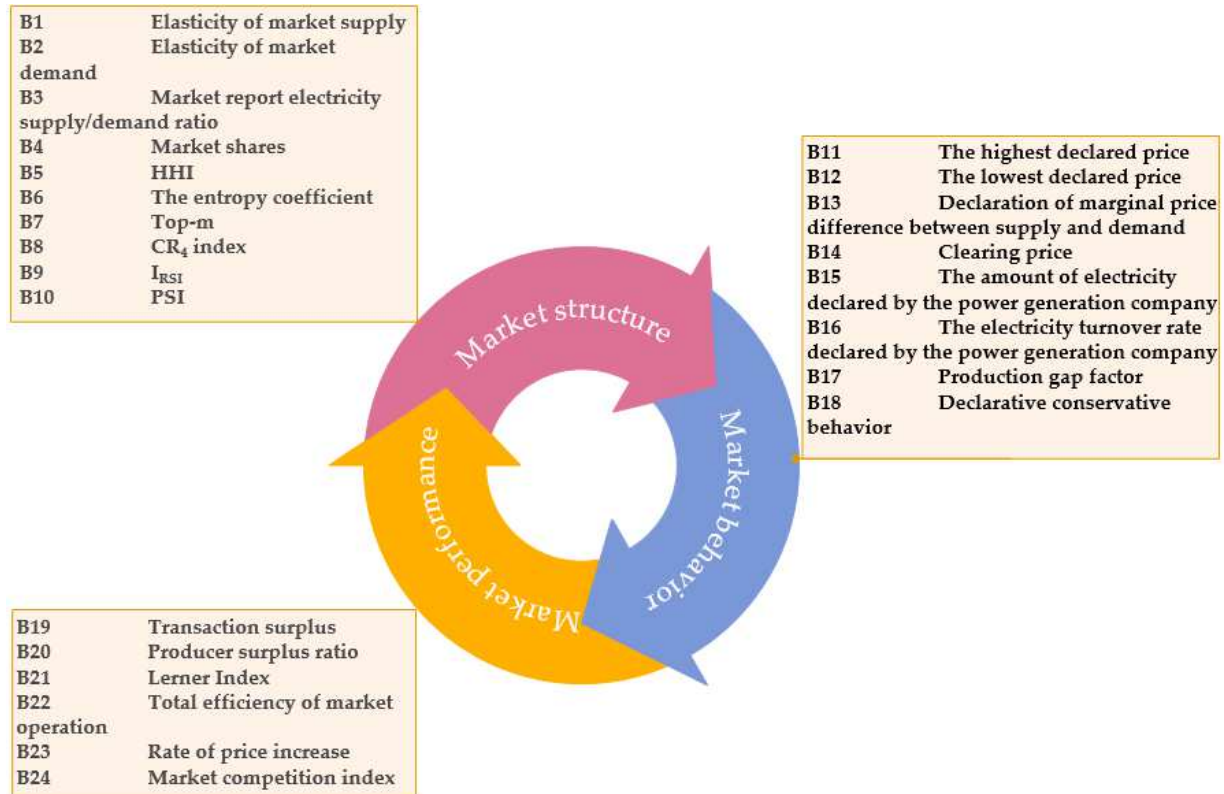 B1 Elasticity of market supply
B2 Elasticity of market
demand
B3 Market report electricity
supply/demand ratio
B4 Market shares
B5 HHI
B6 The entropy coefficient
B7 Top-m
B8 CR₄ index
B9 I_RSI
B10 PSI
Market structure
B11 The highest declared price
B12 The lowest declared price
B13 Declaration of marginal price
difference between supply and demand
B14 Clearing price
B15 The amount of electricity
declared by the power generation company
B16 The electricity turnover rate
declared by the power generation company
B17 Production gap factor
B18 Declarative conservative
behavior
Market behavior
Market performance
B19 Transaction surplus
B20 Producer surplus ratio
B21 Lerner Index
B22 Total efficiency of market
operation
B23 Rate of price increase
B24 Market competition index